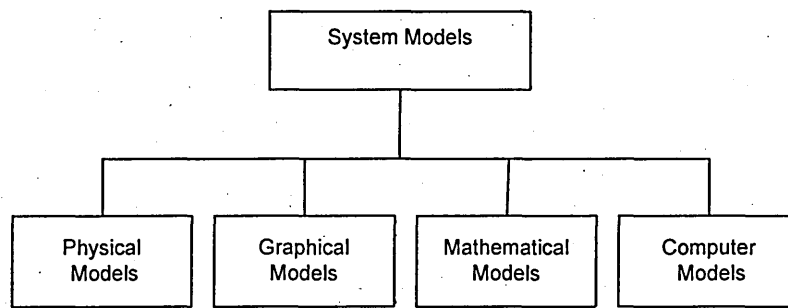 System Models
Physical
Models
Graphical
Models
Mathematical
Models
Computer
Models